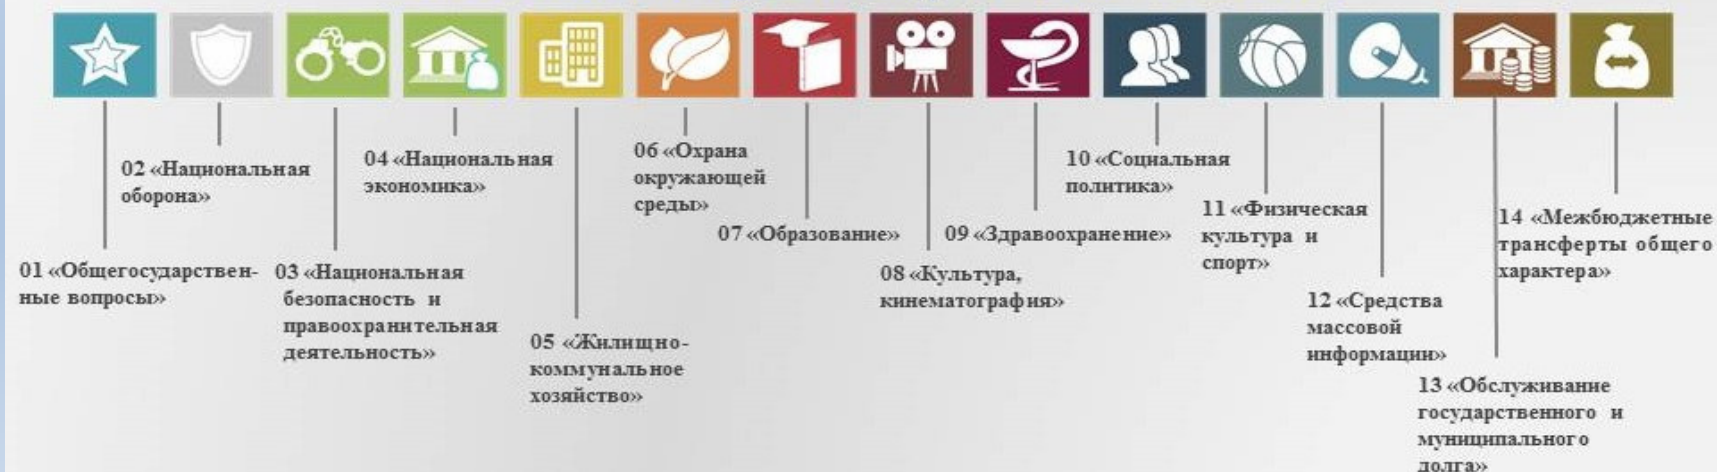 01 «Общегосударствен-
ные вопросы»
02 «Национальная
оборона»
03 «Национальная
безопасность и
правоохранительная
деятельность»
04 «Национальная
экономика»
05 «Жилищно-
коммунальное
хозяйство»
06 «Охрана
окружающей
среды»
07 «Образование»
08 «Культура,
кинематография»
09 «Здравоохранение»
10 «Социальная
политика»
11 «Физическая
культура и
спорт»
12 «Средства
массовой
информации»
13 «Обслуживание
государственного и
муниципального
долга»
14 «Межбюджетные
трансферты общего
характера»